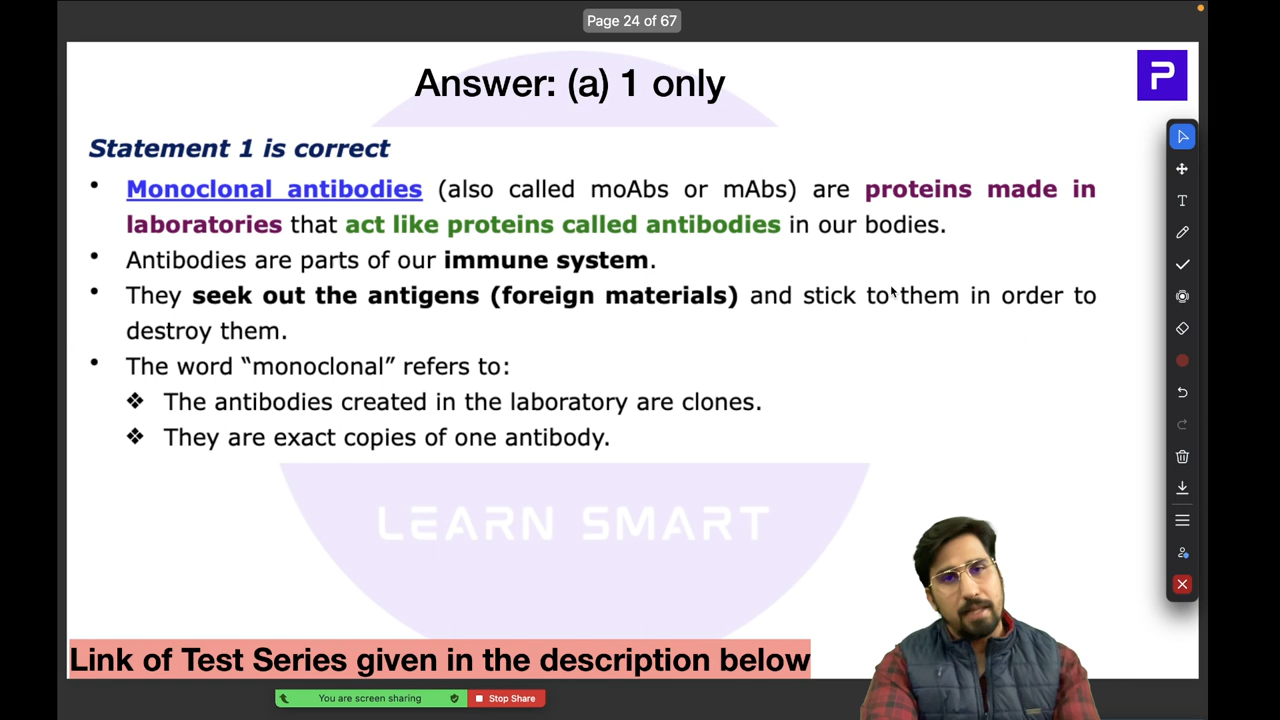 Page 24 of 67
Answer: (a) 1 only
P
Statement 1 is correct
• Monoclonal antibodies (also called moAbs or mAbs) are proteins made in
laboratories that act like proteins called antibodies in our bodies.
• Antibodies are parts of our immune system.
• They seek out the antigens (foreign materials) and stick to them in order to
destroy them.
• The word “monoclonal” refers to:
❖ The antibodies created in the laboratory are clones.
❖ They are exact copies of one antibody.
LEARN SMART
Link of Test Series given in the description below
You are screen sharing
Stop Share